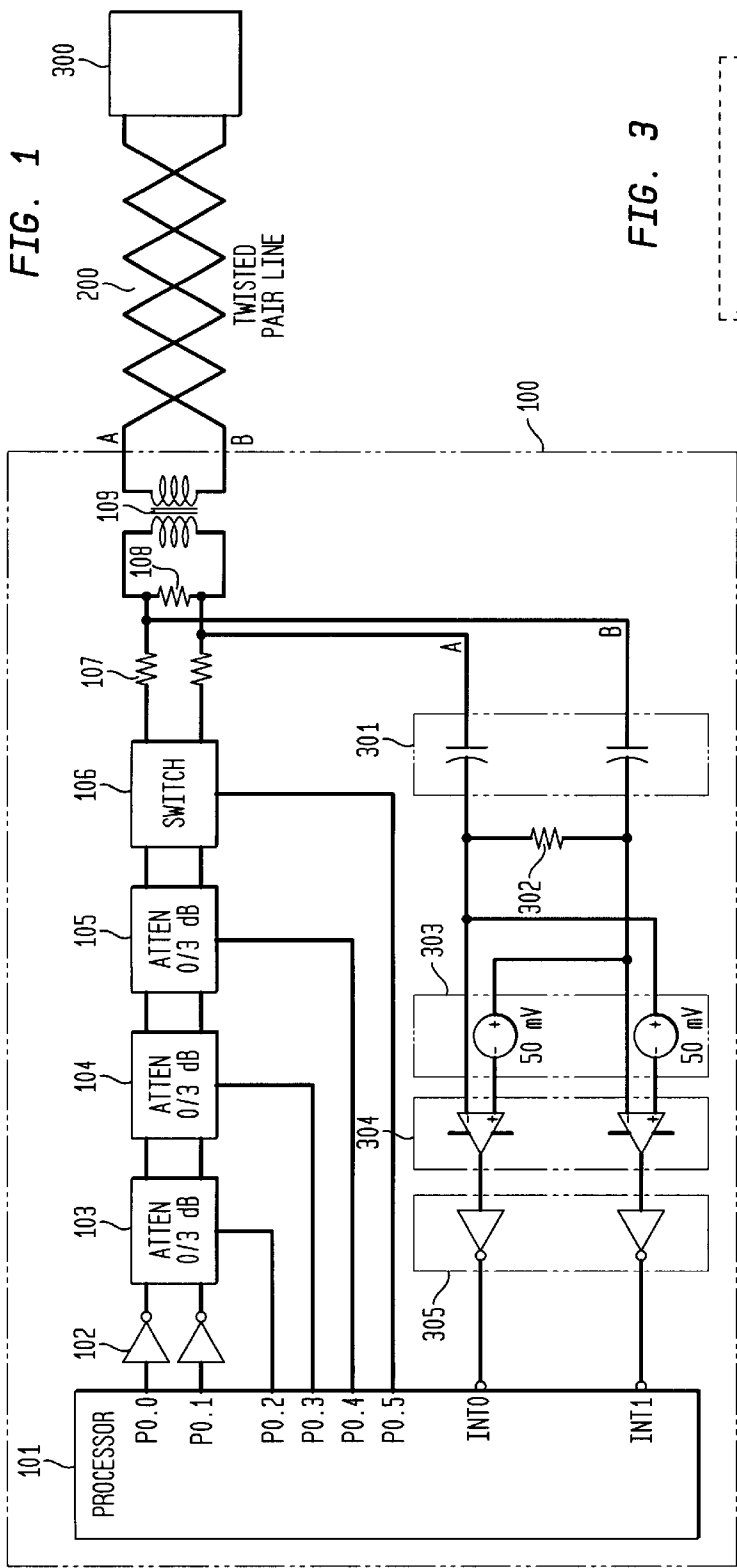 FIG. 1
300
200
TWISTED
PAIR LINE
FIG. 3
100
A
B
109
108
107
106
SWITCH
105
ATTEN
0/3 dB
104
ATTEN
0/3 dB
103
ATTEN
0/3 dB
102
101
PROCESSOR
P0.0
P0.1
P0.2
P0.3
P0.4
P0.5
INT0
INT1
A
B
301
302
303
+
-
50 mV
+
-
50 mV
304
-
+
-
+
305